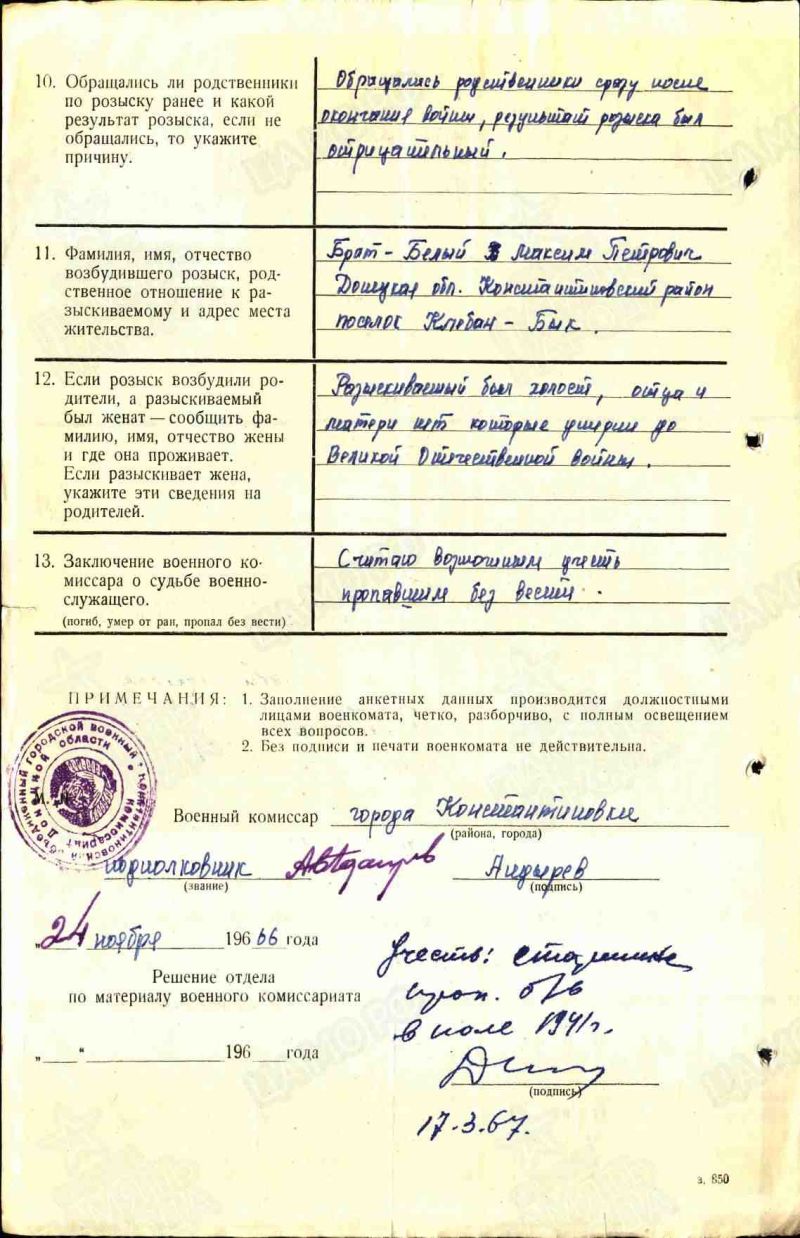 10. Обращались ли родственники
по розыску ранее и какой
результат розыска, если не
обращались, то укажите
причину.
Обращались родственники сразу после
окончания войны, результат розыска был
отрицательный.
11. Фамилия, имя, отчество
возбудившего розыск, род-
ственное отношение к ра-
зыскиваемому и адрес места
жительства.
Брат - Белый Максим Петрович
Донецкая обл. Константиновский район
поселок Клебан - Бык.
12. Если розыск возбудили ро-
дители, а разыскиваемый
был женат — сообщить фа-
милию, имя, отчество жены
и где она проживает.
Если разыскивает жена,
укажите эти сведения на
родителей.
Разыскиваемый был холост, отца и
матери нет которые умерли до
Великой Отечественной войны.
13. Заключение военного ко-
миссара о судьбе военно-
служащего.
(погиб, умер от ран, пропал без вести)
Считаю возможным учесть
пропавшим без вести.
ПРИМЕЧАНИЯ: 1. Заполнение анкетных данных производится должностными
лицами военкомата, четко, разборчиво, с полным освещением
всех вопросов.
2. Без подписи и печати военкомата не действительна.
М. П.
Военный комиссар города Константиновки
(района, города)
подполковник
(звание)
(подпись)
„24 ноября 1966 года
Решение отдела
по материалу военного комиссариата
„ “ 196 года
Учесть:
проп. б/в
в июле 1941г.
(подпись)
17.3.67.
з. 850